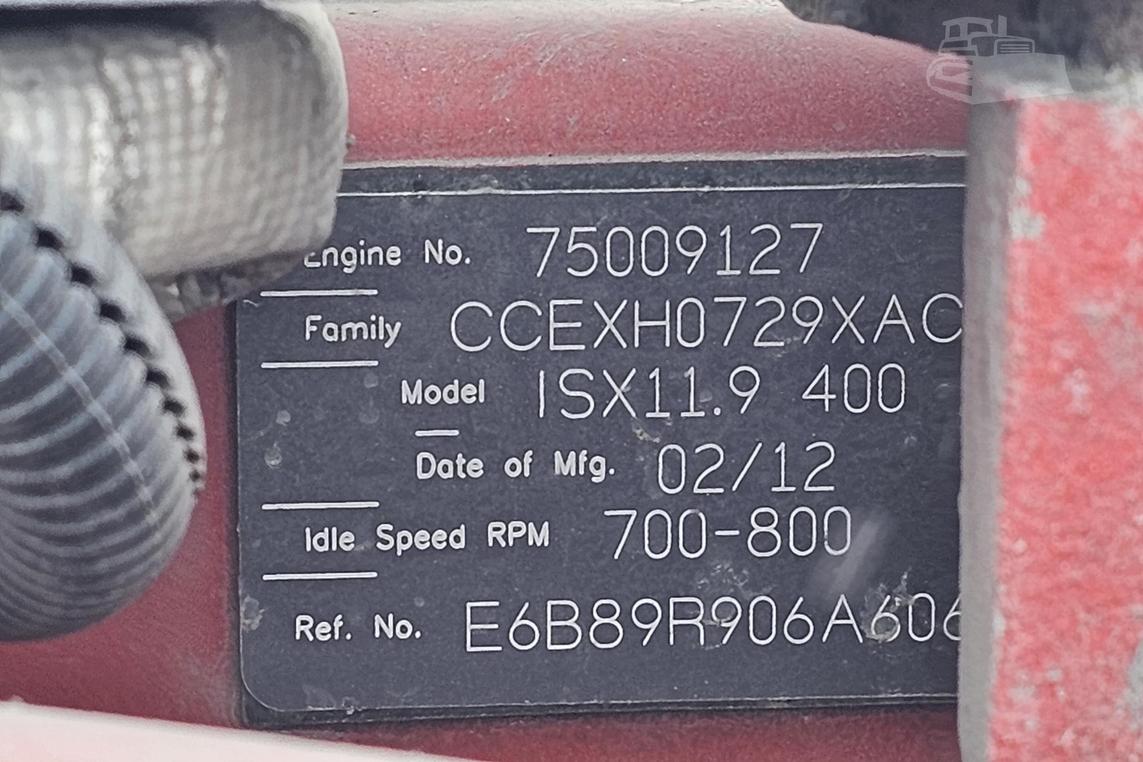 Engine No. 75009127
Family CCEXH0729XAC
Model ISX11.9 400
Date of Mfg. 02/12
Idle Speed RPM 700-800
Ref. No. E6B89R906A606